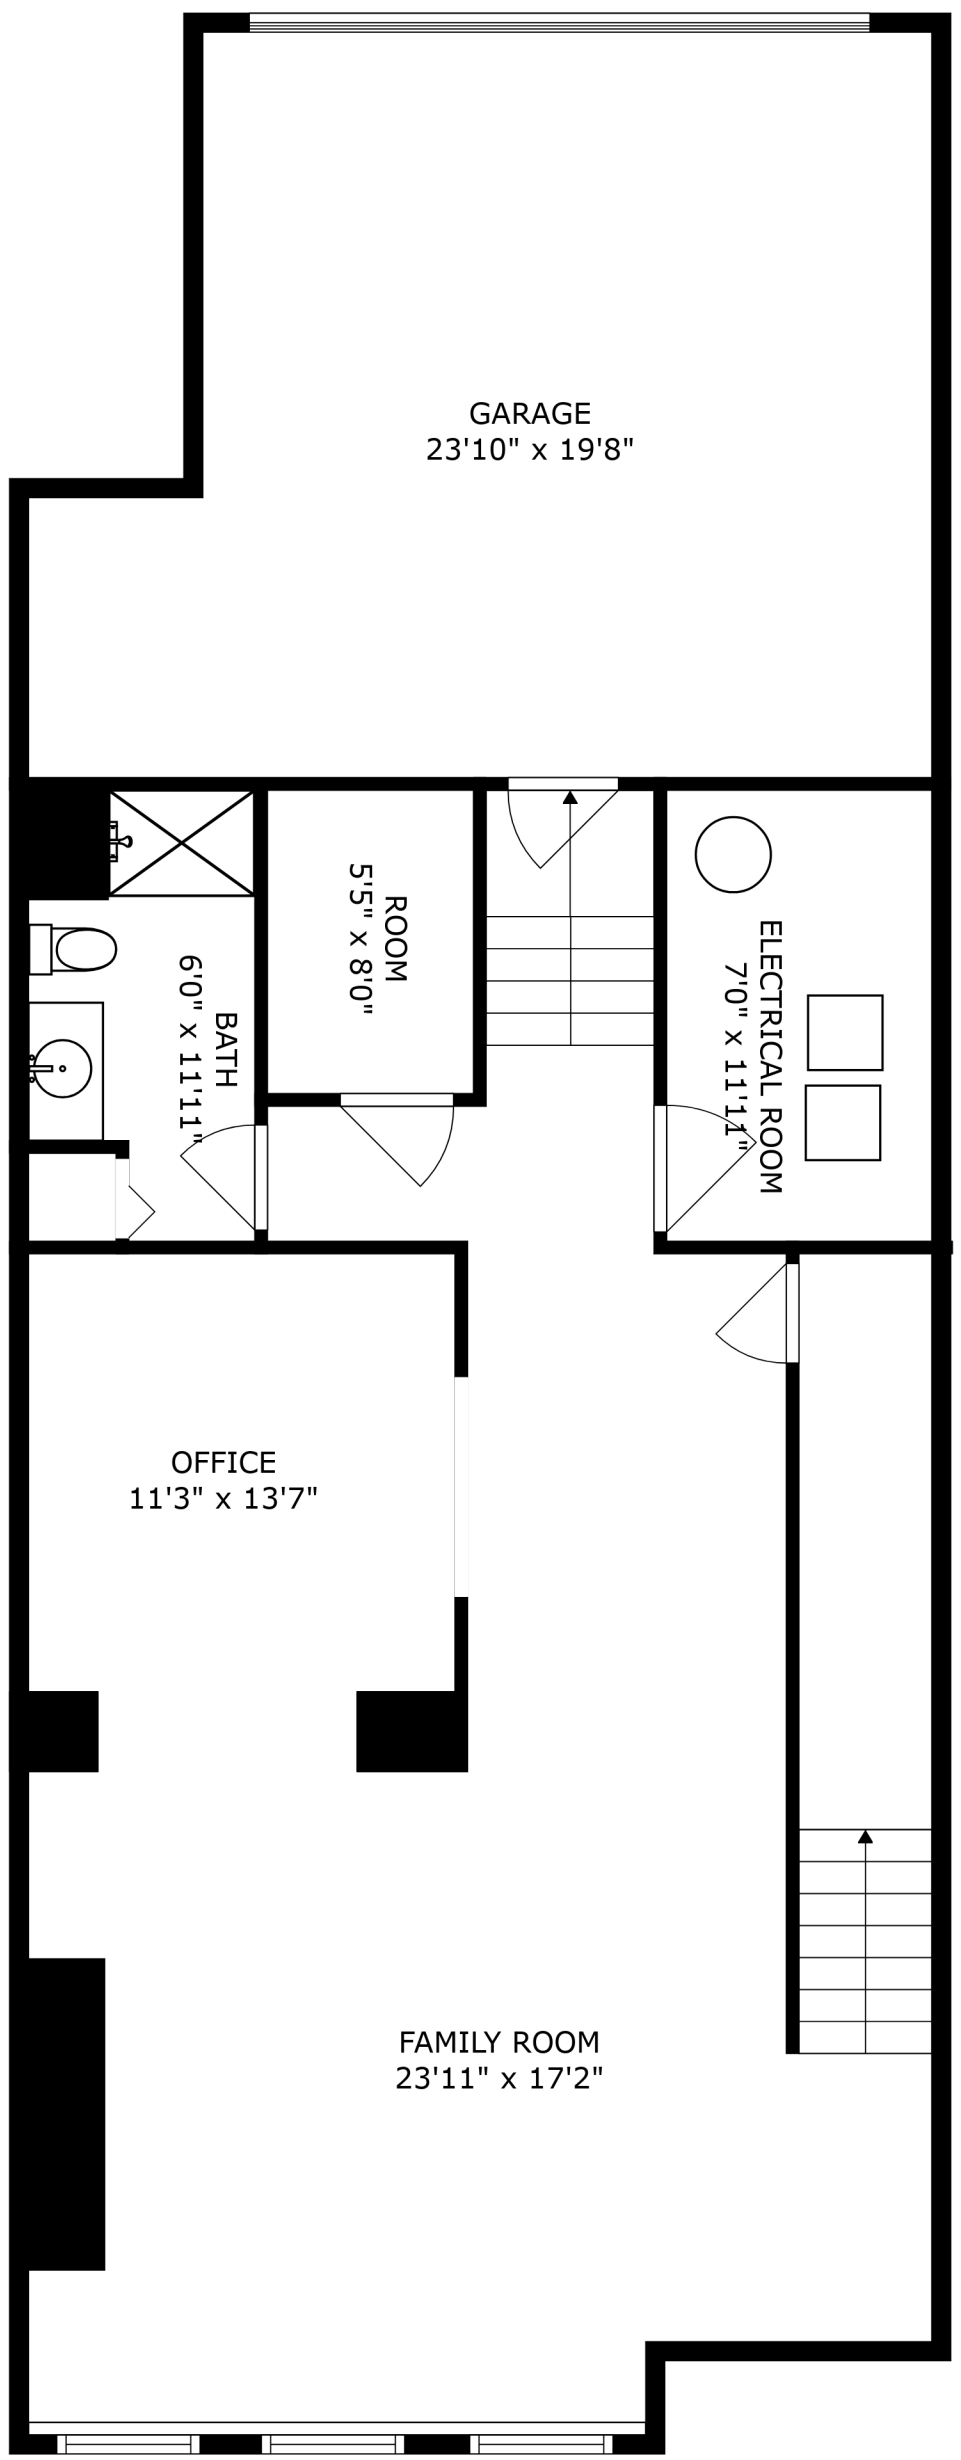 GARAGE
23'10" x 19'8"
ROOM
5'5" x 8'0"
ELECTRICAL ROOM
7'0" x 11'11"
BATH
6'0" x 11'11"
OFFICE
11'3" x 13'7"
FAMILY ROOM
23'11" x 17'2"